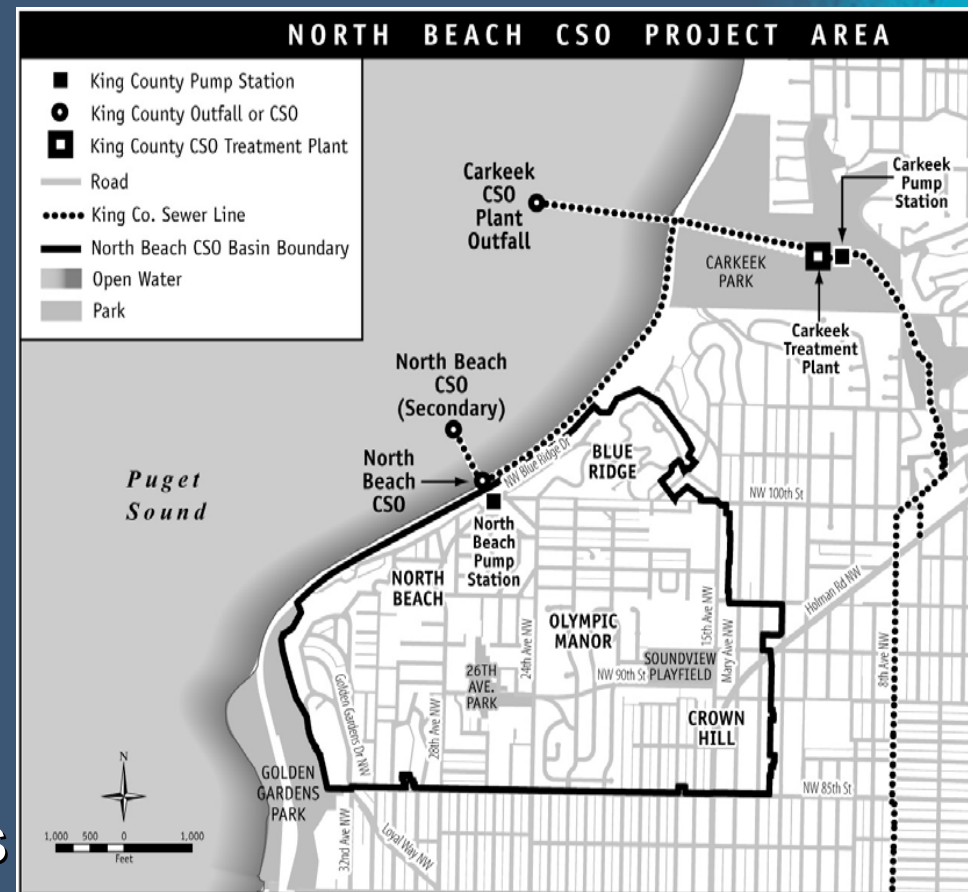 NORTH BEACH CSO PROJECT AREA
King County Pump Station
King County Outfall or CSO
King County CSO Treatment Plant
Road
King Co. Sewer Line
North Beach CSO Basin Boundary
Open Water
Park
Carkeek
CSO
Plant
Outfall
Carkeek
Pump
Station
CARKEEK
PARK
Carkeek
Treatment
Plant
North Beach
CSO
(Secondary)
North
Beach
CSO
NW Blue Ridge Dr
BLUE
RIDGE
Puget
Sound
NW 100th St
North
Beach
Pump
Station
NORTH
BEACH
Holman Rd NW
OLYMPIC
MANOR
24th Ave NW
15th Ave NW
Mary Ave NW
8th Ave NW
SOUNDVIEW
PLAYFIELD
NW 90th St
26TH
AVE.
PARK
Golden Gardens Dr NW
28th Ave NW
CROWN
HILL
N
GOLDEN
GARDENS
PARK
NW 85th St
1,000 500 0 1,000
Feet
32nd Ave NW
Loyal Way NW
s